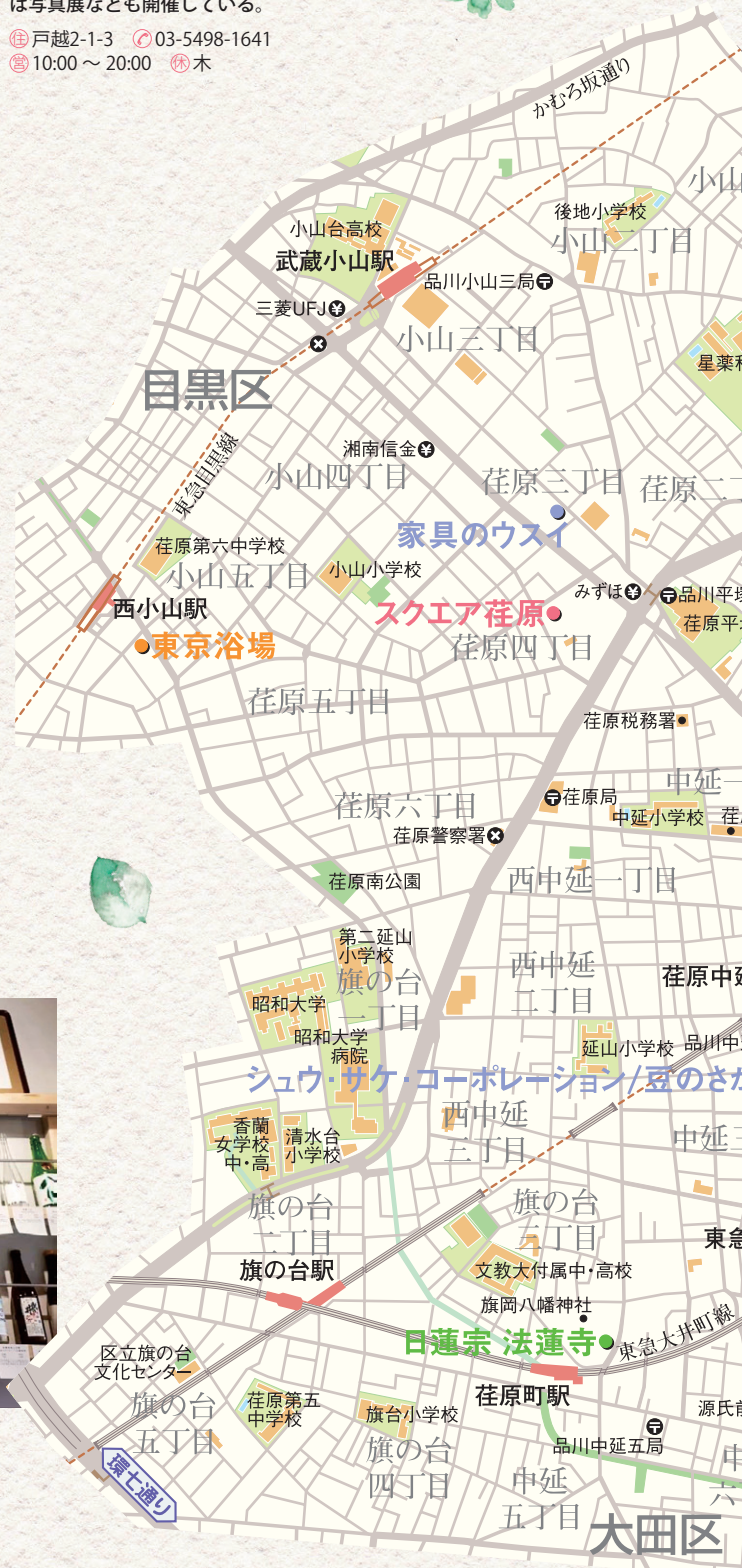 は写真展なども開催している。
住 戸越2-1-3 03-5498-1641
営 10:00 〜 20:00 休 木
かむろ坂通り
小山
後地小学校
小山二丁目
小山台高校
武蔵小山駅
品川小山三局
三菱UFJ
小山三丁目
星薬科
目黒区
湘南信金
小山四丁目
荏原三丁目
荏原二丁
東急目黒線
家具のウスイ
荏原第六中学校
小山五丁目
小山小学校
みずほ
品川平塚
西小山駅
スクエア荏原
荏原平塚
東京浴場
荏原四丁目
荏原五丁目
荏原税務署
中延一
荏原六丁目
荏原局
中延小学校
荏原
荏原警察署
荏原南公園
西中延一丁目
第二延山
小学校
旗の台
一丁目
西中延
二丁目
荏原中延
昭和大学
昭和大学
病院
延山小学校
品川中
シュウ・サケ・コーポレーション/豆のさか
香蘭
女学校
中・高
清水台
小学校
西中延
三丁目
中延三
旗の台
二丁目
旗の台
三丁目
東急
旗の台駅
文教大付属中・高校
旗岡八幡神社
日蓮宗 法蓮寺
東急大井町線
区立旗の台
文化センター
荏原町駅
旗の台
五丁目
荏原第五
中学校
旗台小学校
源氏前
旗の台
四丁目
品川中延五局
中延
五丁目
中
六
環七通り
大田区